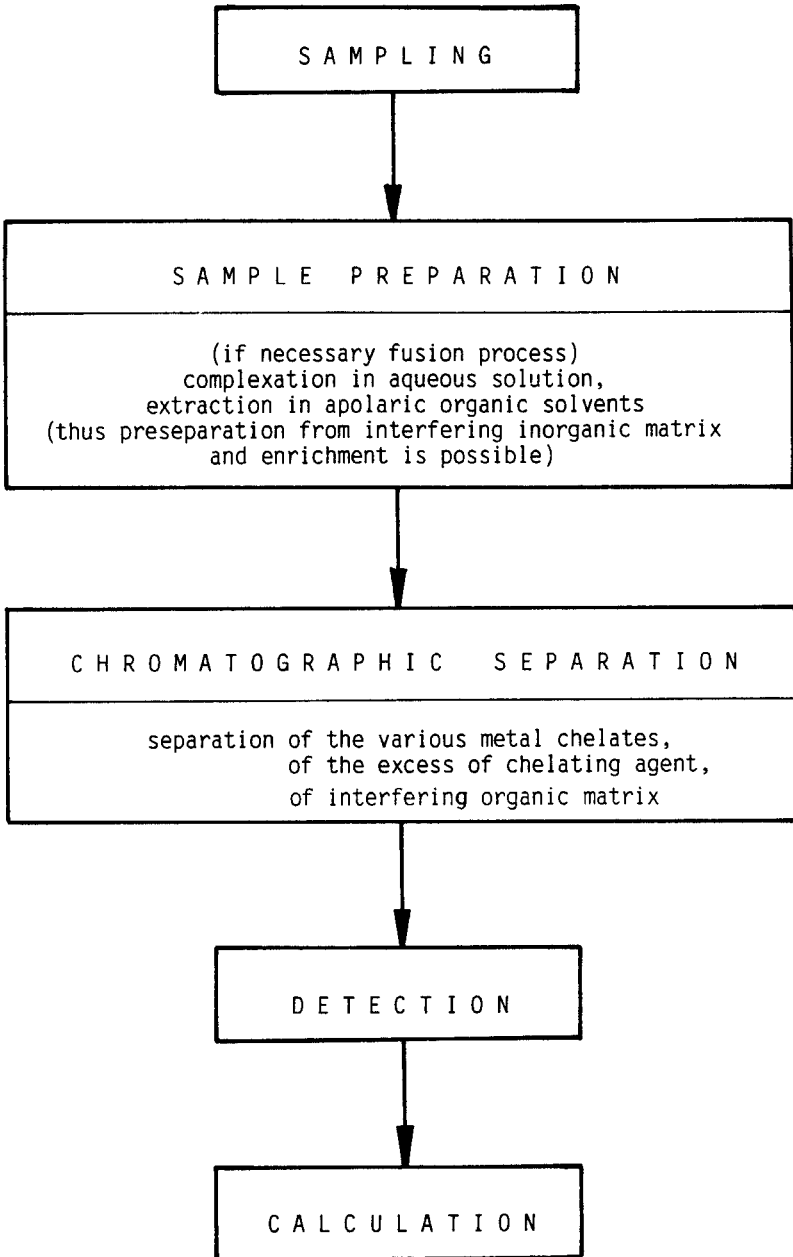 SAMPLING
SAMPLE PREPARATION
(if necessary fusion process)
complexation in aqueous solution,
extraction in apolaric organic solvents
(thus preseparation from interfering inorganic matrix
and enrichment is possible)
CHROMATOGRAPHIC SEPARATION
separation of the various metal chelates,
of the excess of chelating agent,
of interfering organic matrix
DETECTION
CALCULATION